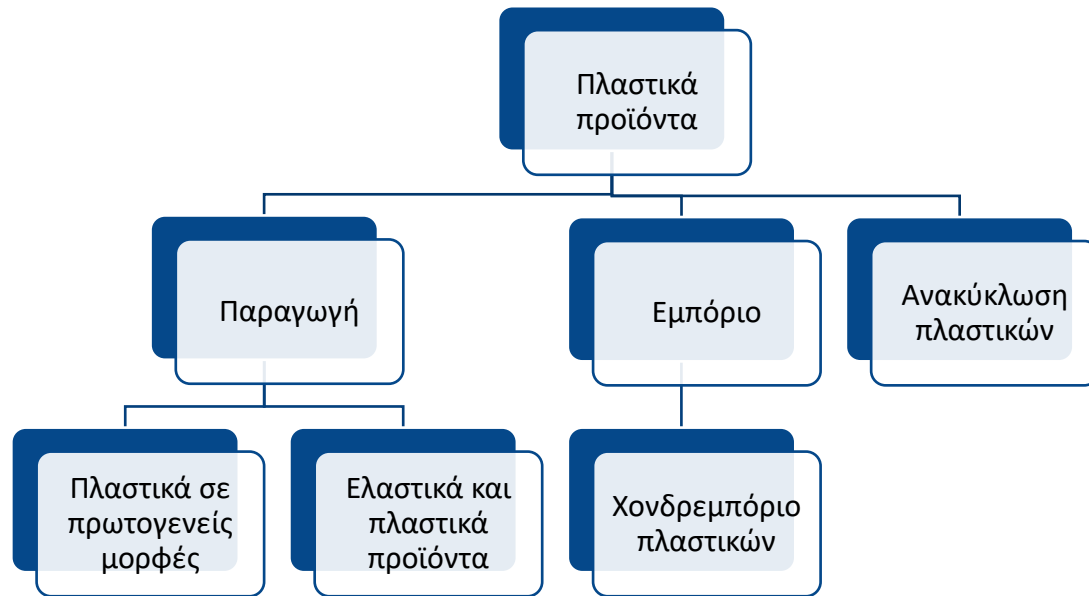 Πλαστικά
προϊόντα
Παραγωγή
Εμπόριο
Ανακύκλωση
πλαστικών
Πλαστικά σε
πρωτογενείς
μορφές
Ελαστικά και
πλαστικά
προϊόντα
Χονδρεμπόριο
πλαστικών